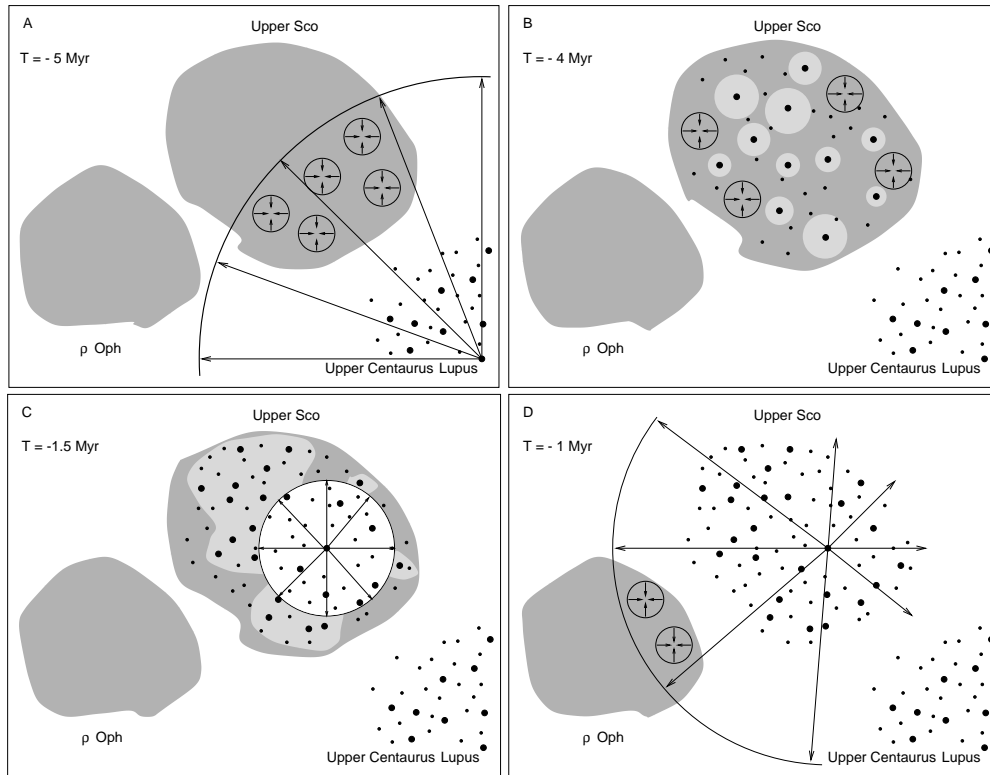 A
Upper Sco
T = - 5 Myr
ρ Oph
Upper Centaurus Lupus
B
Upper Sco
T = - 4 Myr
ρ Oph
Upper Centaurus Lupus
C
Upper Sco
T = -1.5 Myr
ρ Oph
Upper Centaurus Lupus
D
Upper Sco
T = - 1 Myr
ρ Oph
Upper Centaurus Lupus